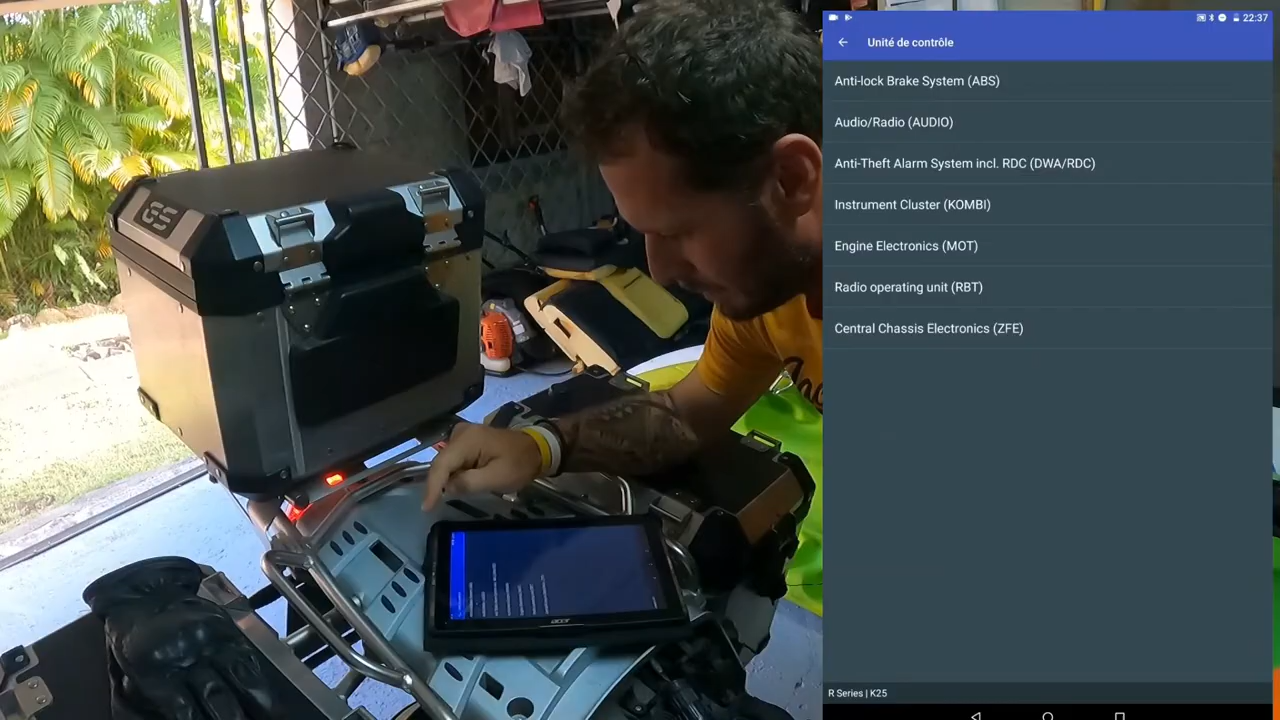 GS
acer
22:37
Unité de contrôle
Anti-lock Brake System (ABS)
Audio/Radio (AUDIO)
Anti-Theft Alarm System incl. RDC (DWA/RDC)
Instrument Cluster (KOMBI)
Engine Electronics (MOT)
Radio operating unit (RBT)
Central Chassis Electronics (ZFE)
R Series | K25